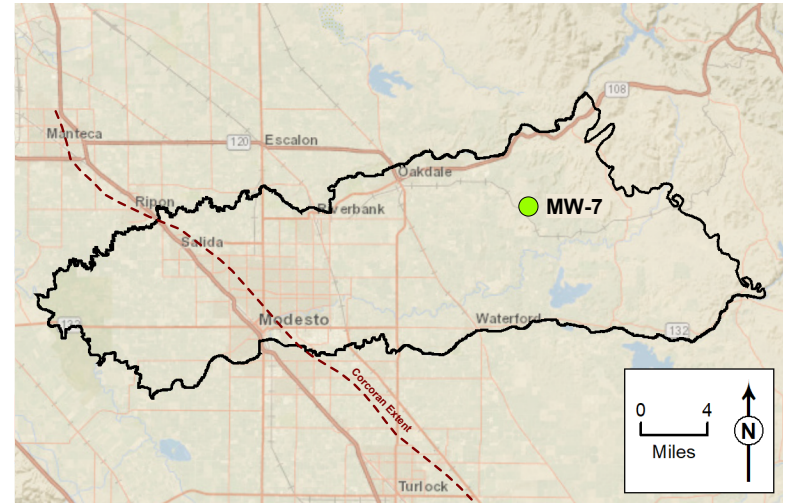 108
Manteca
120
Escalon
Oakdale
Ripon
Riverbank
MW-7
Salida
132
Modesto
Waterford
132
Corcoran Extent
0 4
Miles
N
Turlock